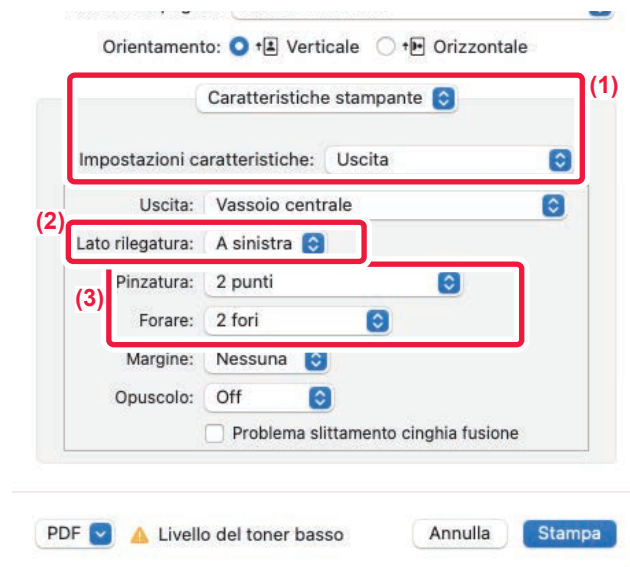 Orientamento: Verticale Orizzontale
(1)
Caratteristiche stampante
Impostazioni caratteristiche: Uscita
Uscita: Vassoio centrale
(2)
Lato rilegatura: A sinistra
(3)
Pinzatura: 2 punti
Forare: 2 fori
Margine: Nessuna
Opuscolo: Off
Problema slittamento cinghia fusione
PDF Livello del toner basso Annulla Stampa